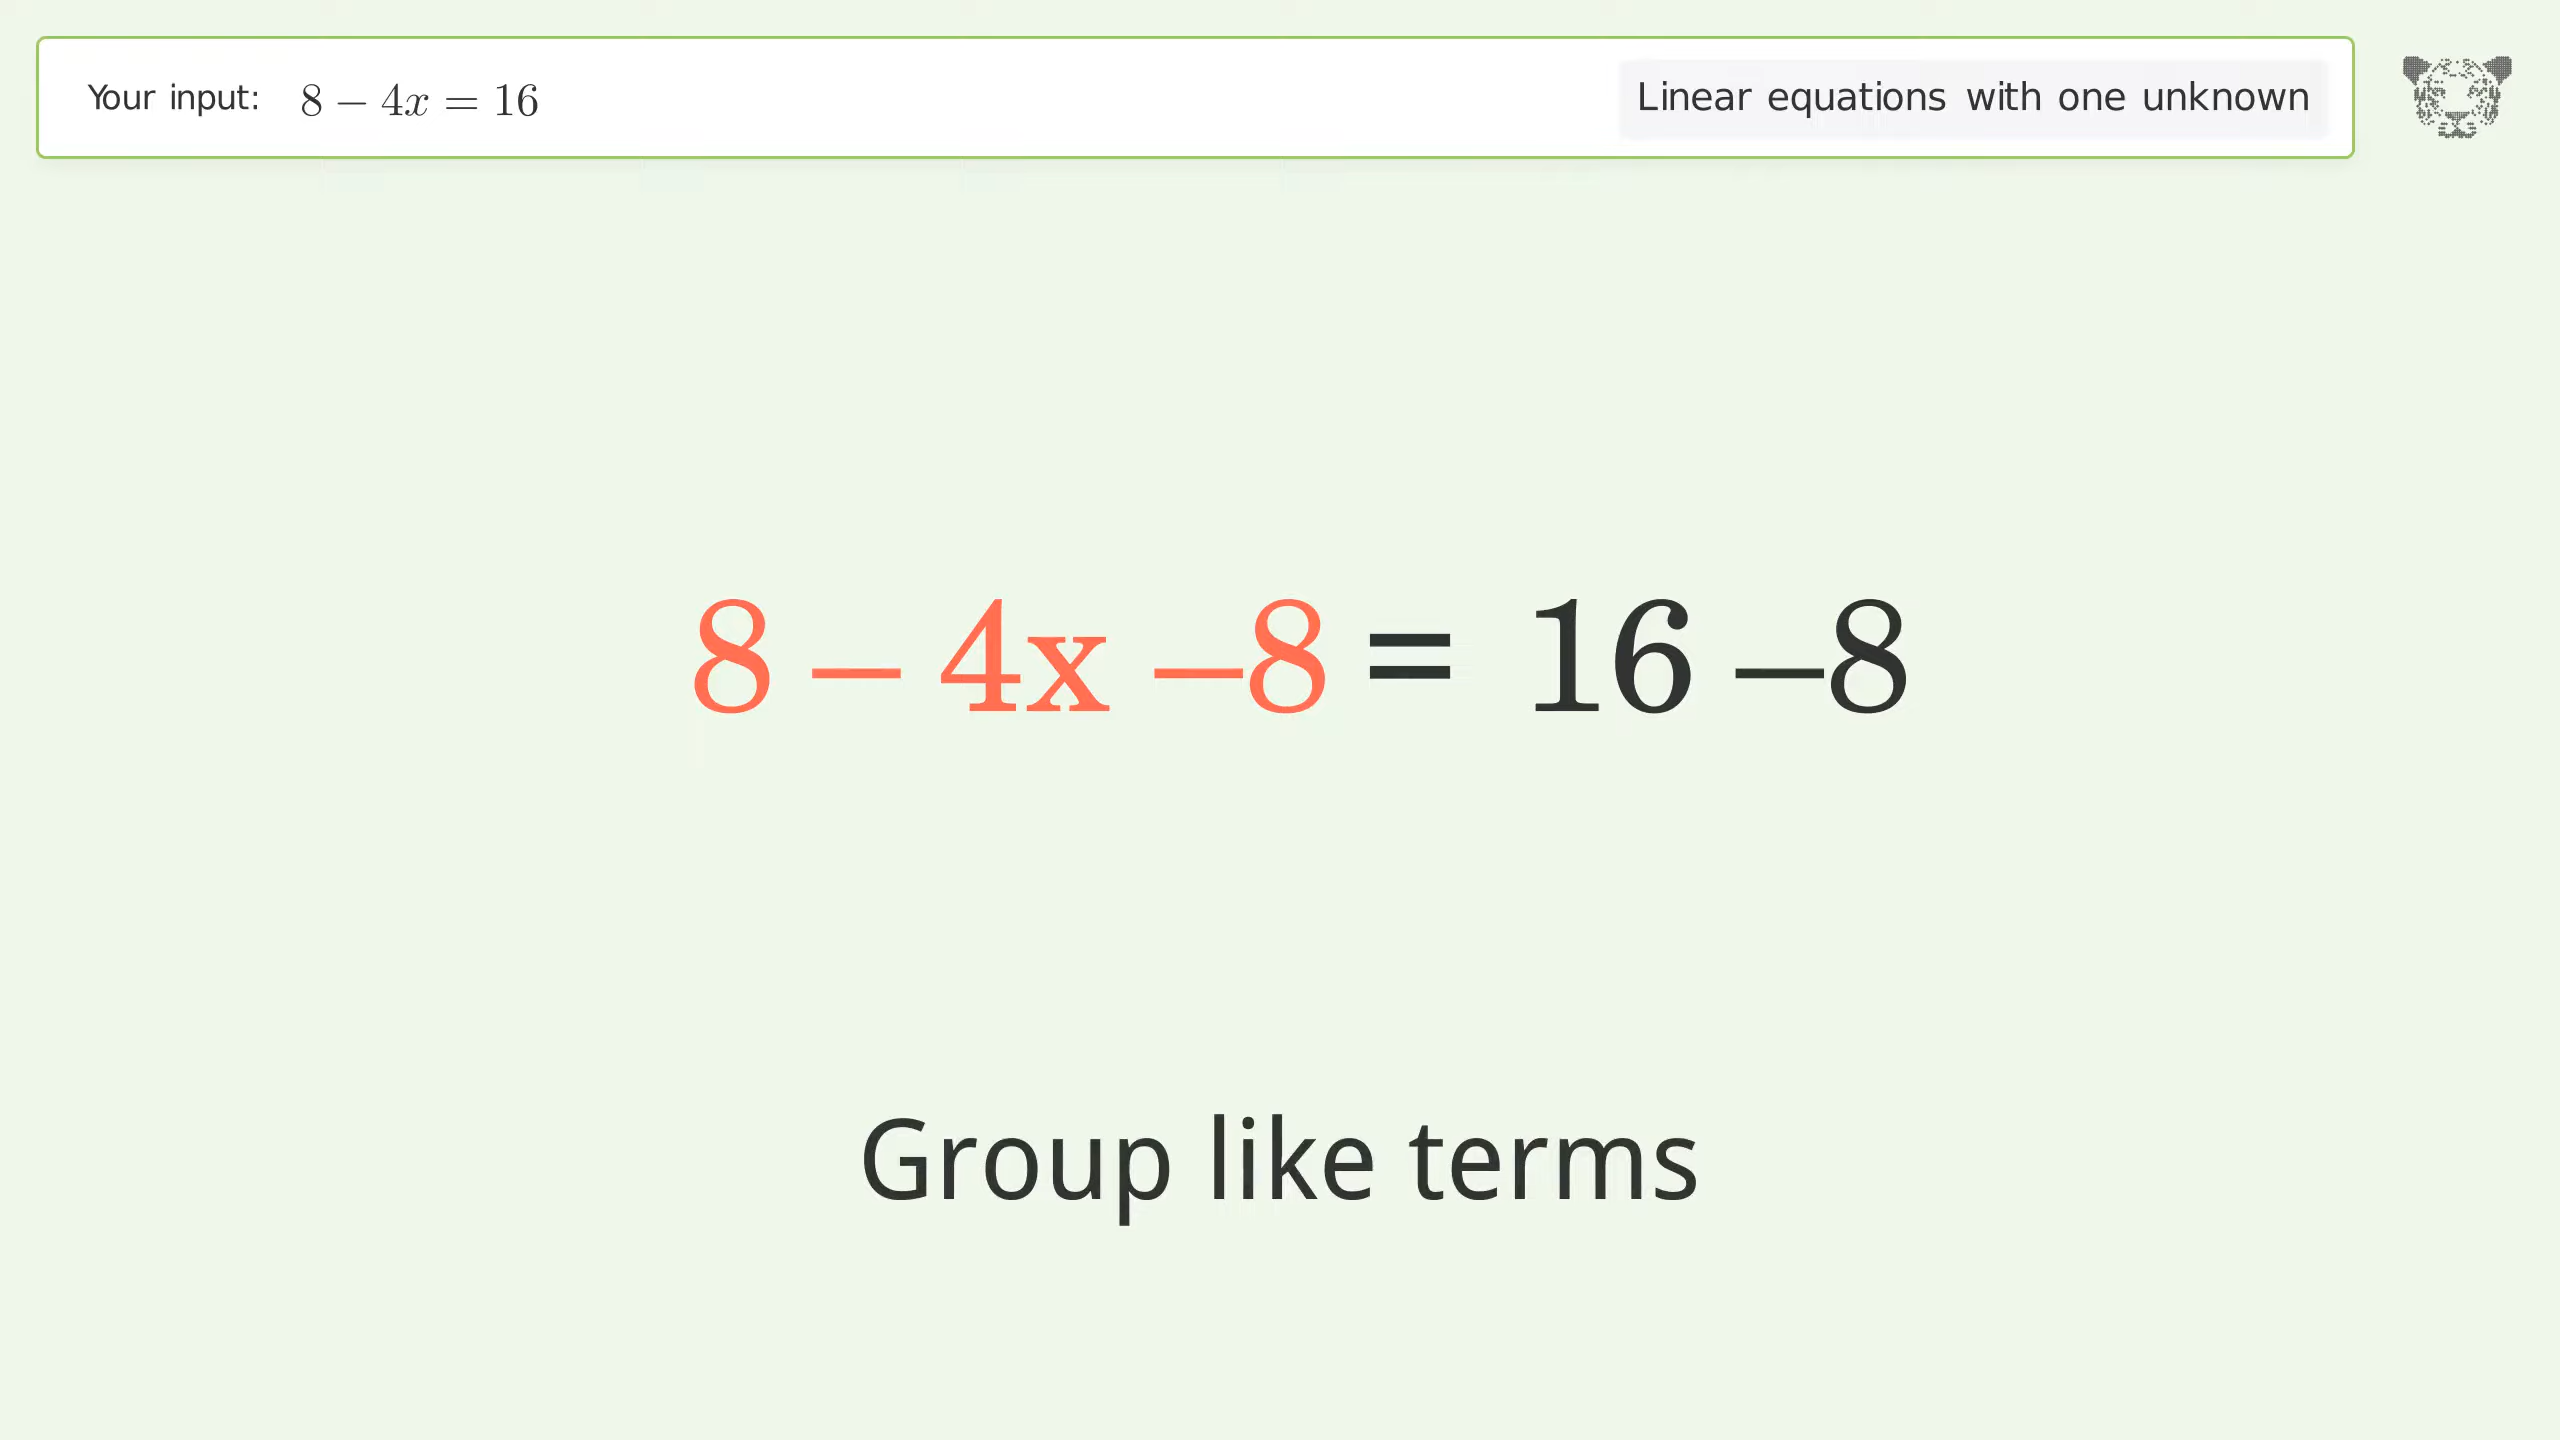 Your input: 8 − 4x = 16
Linear equations with one unknown
8 − 4x −8 = 16 −8
Group like terms